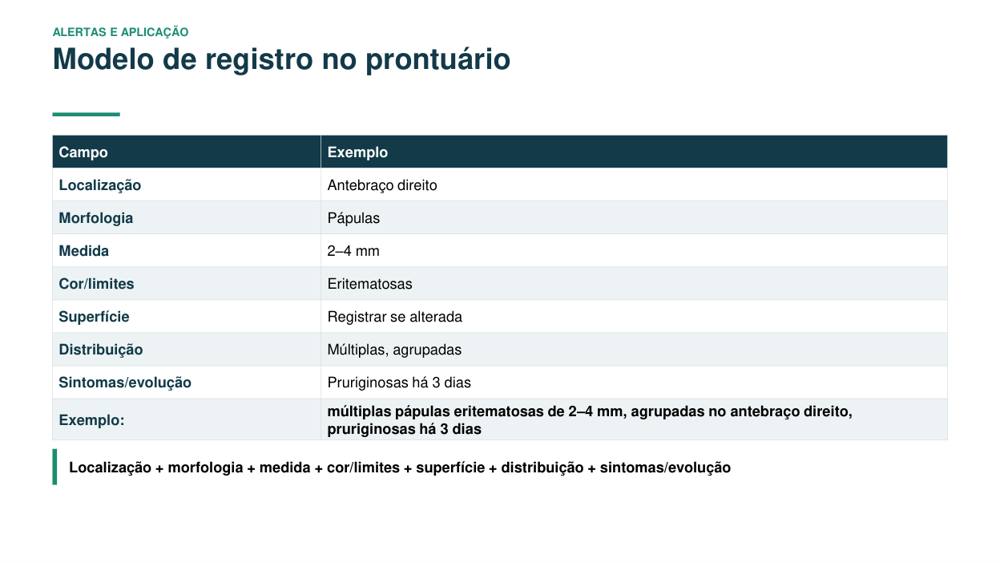 ALERTAS E APLICAÇÃO
Modelo de registro no prontuário
Campo Exemplo
Localização Antebraço direito
Morfologia Pápulas
Medida 2–4 mm
Cor/limites Eritematosas
Superfície Registrar se alterada
Distribuição Múltiplas, agrupadas
Sintomas/evolução Pruriginosas há 3 dias
Exemplo: múltiplas pápulas eritematosas de 2–4 mm, agrupadas no antebraço direito,
pruriginosas há 3 dias
Localização + morfologia + medida + cor/limites + superfície + distribuição + sintomas/evolução